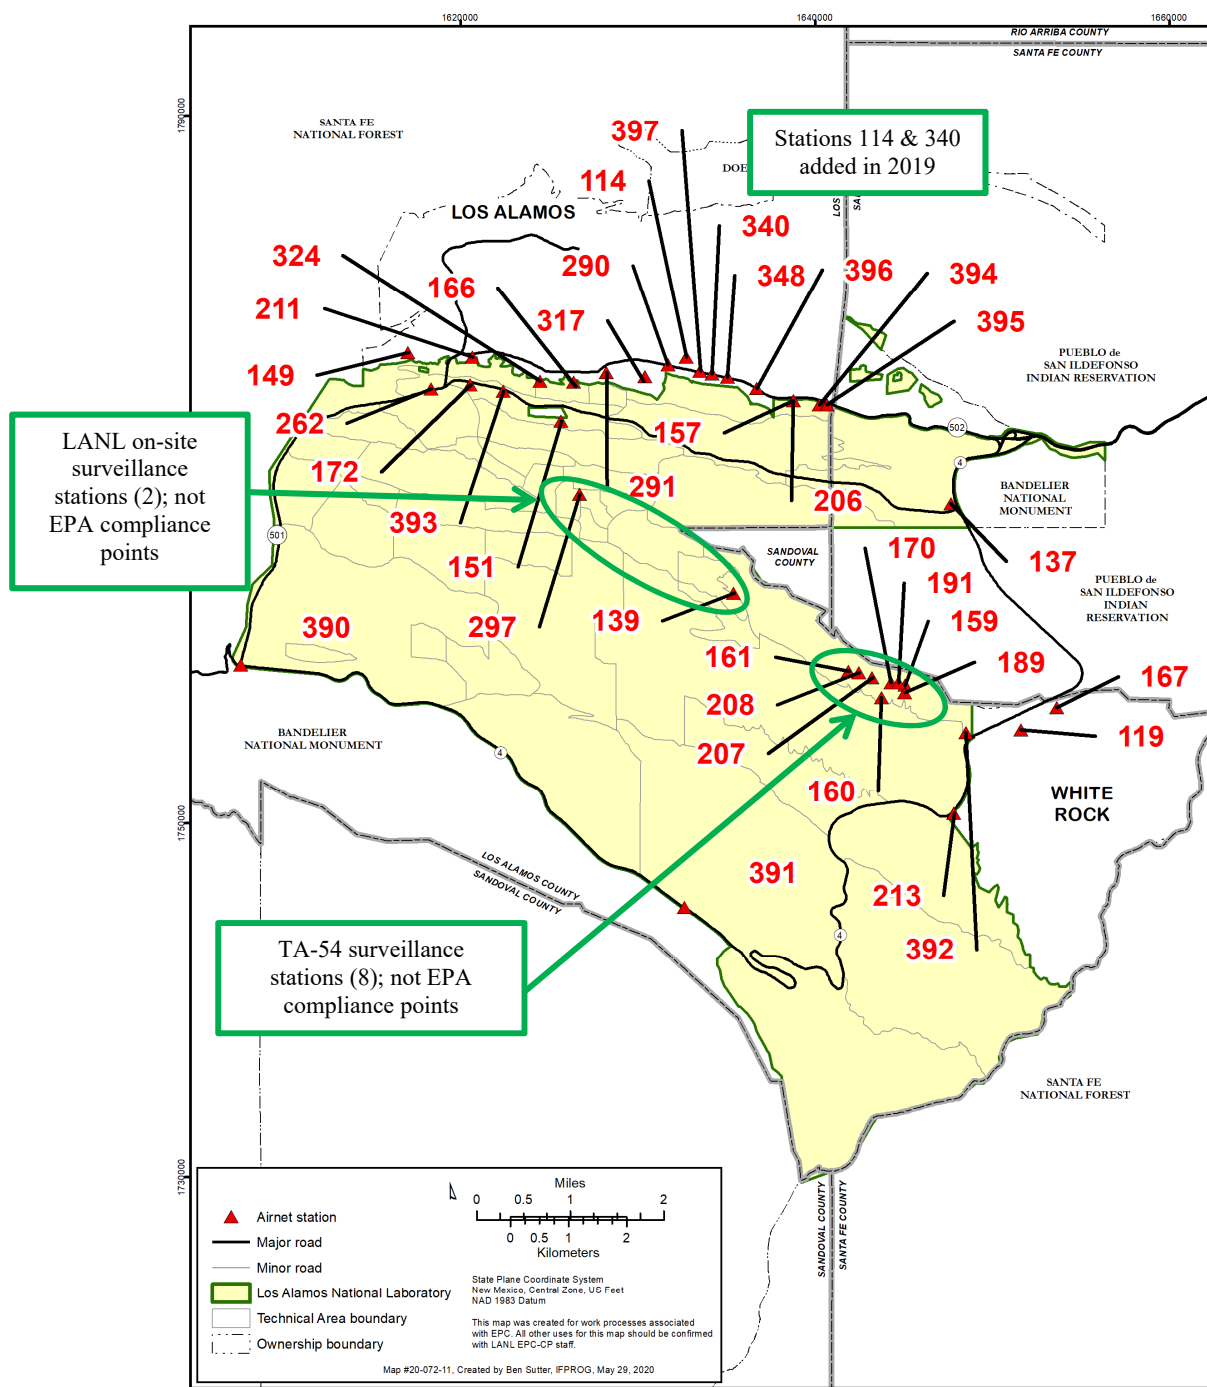 1620000
1640000
1660000
RIO ARRIBA COUNTY
SANTA FE COUNTY
1790000
SANTA FE
NATIONAL FOREST
397
Stations 114 & 340
added in 2019
DOE
114
LOS
SA
LOS ALAMOS
340
324
290
348
396
394
166
211
317
395
149
PUEBLO de
SAN ILDEFONSO
INDIAN RESERVATION
262
157
502
LANL on-site
surveillance
stations (2); not
EPA compliance
points
172
4
291
206
BANDELIER
NATIONAL
MONUMENT
393
501
170
SANDOVAL
COUNTY
151
137
191
PUEBLO de
SAN ILDEFONSO
INDIAN
RESERVATION
390
297
139
159
161
189
167
208
BANDELIER
NATIONAL MONUMENT
119
4
207
160
WHITE
ROCK
1750000
LOS ALAMOS COUNTY
SANDOVAL COUNTY
391
213
4
392
TA-54 surveillance
stations (8); not EPA
compliance points
SANTA FE
NATIONAL FOREST
1730000
Miles
0 0.5 1 2
0 0.5 1 2
Kilometers
Airnet station
Major road
Minor road
Los Alamos National Laboratory
Technical Area boundary
Ownership boundary
State Plane Coordinate System
New Mexico, Central Zone, US Feet
NAD 1983 Datum
This map was created for work processes associated
with EPC. All other uses for this map should be confirmed
with LANL EPC-CP staff.
Map #20-072-11, Created by Ben Sutter, IFPROG, May 29, 2020
SANDOVAL COUNTY
SANTA FE COUNTY